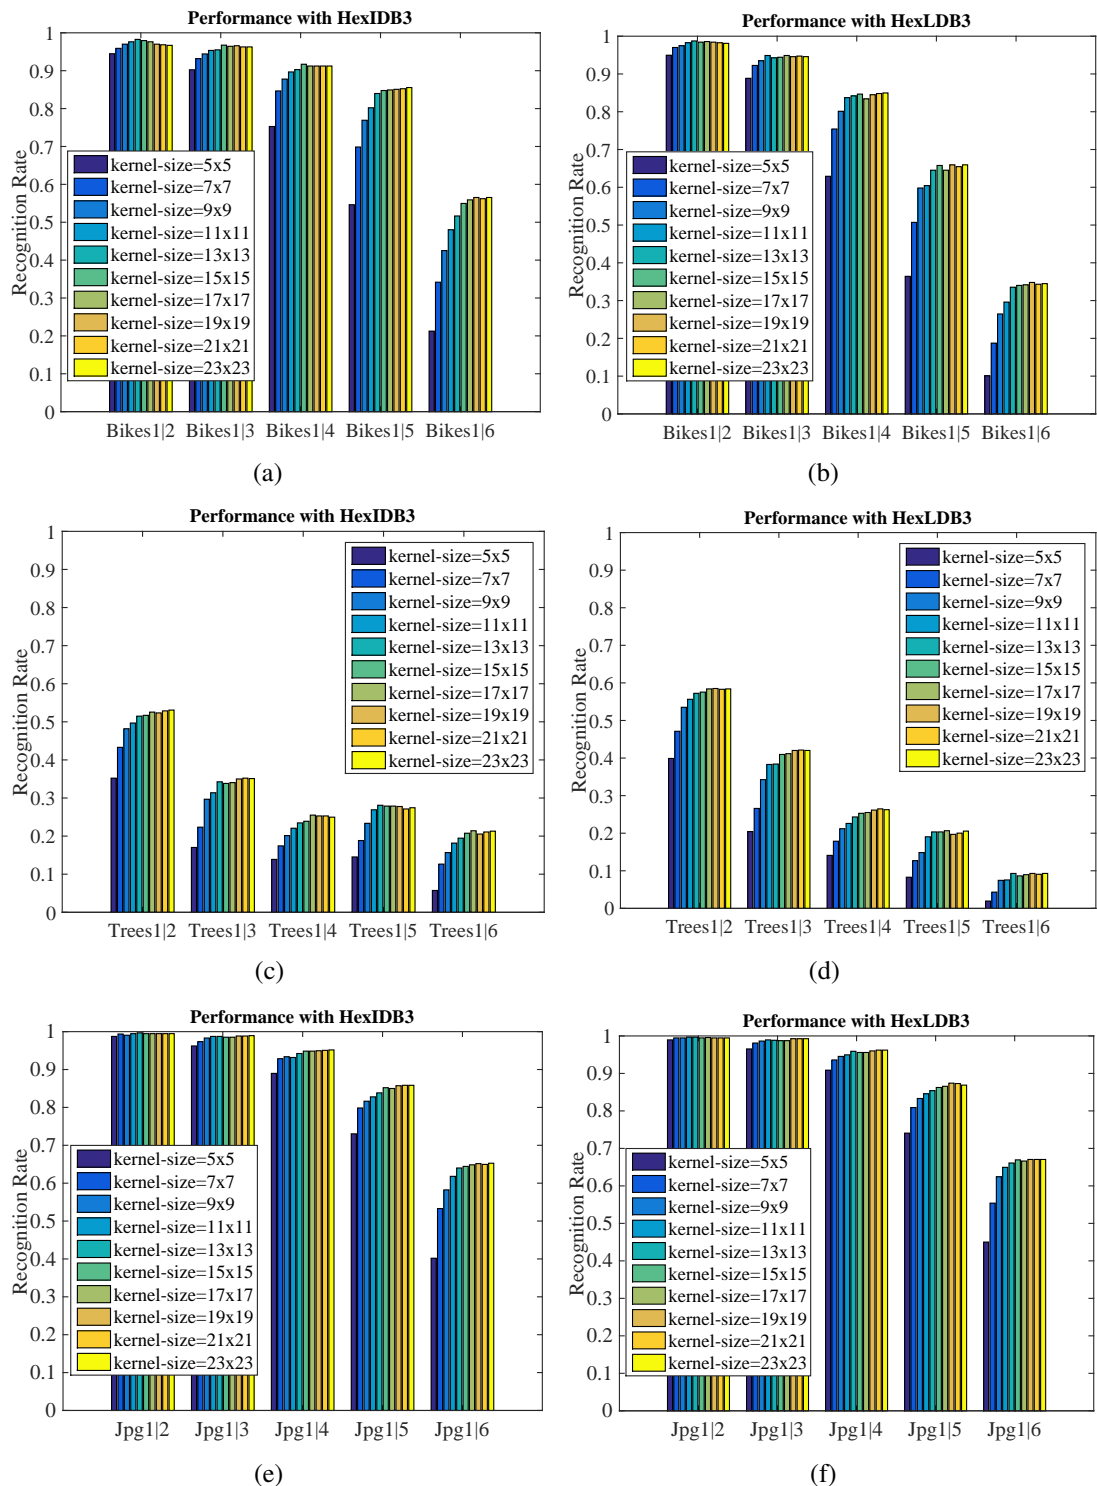 Performance with HexIDB3
Recognition Rate
1
0.9
0.8
0.7
0.6
0.5
0.4
0.3
0.2
0.1
0
kernel-size=5x5
kernel-size=7x7
kernel-size=9x9
kernel-size=11x11
kernel-size=13x13
kernel-size=15x15
kernel-size=17x17
kernel-size=19x19
kernel-size=21x21
kernel-size=23x23
Bikes1|2 Bikes1|3 Bikes1|4 Bikes1|5 Bikes1|6
(a)
Performance with HexLDB3
Recognition Rate
1
0.9
0.8
0.7
0.6
0.5
0.4
0.3
0.2
0.1
0
kernel-size=5x5
kernel-size=7x7
kernel-size=9x9
kernel-size=11x11
kernel-size=13x13
kernel-size=15x15
kernel-size=17x17
kernel-size=19x19
kernel-size=21x21
kernel-size=23x23
Bikes1|2 Bikes1|3 Bikes1|4 Bikes1|5 Bikes1|6
(b)
Performance with HexIDB3
Recognition Rate
1
0.9
0.8
0.7
0.6
0.5
0.4
0.3
0.2
0.1
0
kernel-size=5x5
kernel-size=7x7
kernel-size=9x9
kernel-size=11x11
kernel-size=13x13
kernel-size=15x15
kernel-size=17x17
kernel-size=19x19
kernel-size=21x21
kernel-size=23x23
Trees1|2 Trees1|3 Trees1|4 Trees1|5 Trees1|6
(c)
Performance with HexLDB3
Recognition Rate
1
0.9
0.8
0.7
0.6
0.5
0.4
0.3
0.2
0.1
0
kernel-size=5x5
kernel-size=7x7
kernel-size=9x9
kernel-size=11x11
kernel-size=13x13
kernel-size=15x15
kernel-size=17x17
kernel-size=19x19
kernel-size=21x21
kernel-size=23x23
Trees1|2 Trees1|3 Trees1|4 Trees1|5 Trees1|6
(d)
Performance with HexIDB3
Recognition Rate
1
0.9
0.8
0.7
0.6
0.5
0.4
0.3
0.2
0.1
0
kernel-size=5x5
kernel-size=7x7
kernel-size=9x9
kernel-size=11x11
kernel-size=13x13
kernel-size=15x15
kernel-size=17x17
kernel-size=19x19
kernel-size=21x21
kernel-size=23x23
Jpg1|2 Jpg1|3 Jpg1|4 Jpg1|5 Jpg1|6
(e)
Performance with HexLDB3
Recognition Rate
1
0.9
0.8
0.7
0.6
0.5
0.4
0.3
0.2
0.1
0
kernel-size=5x5
kernel-size=7x7
kernel-size=9x9
kernel-size=11x11
kernel-size=13x13
kernel-size=15x15
kernel-size=17x17
kernel-size=19x19
kernel-size=21x21
kernel-size=23x23
Jpg1|2 Jpg1|3 Jpg1|4 Jpg1|5 Jpg1|6
(f)